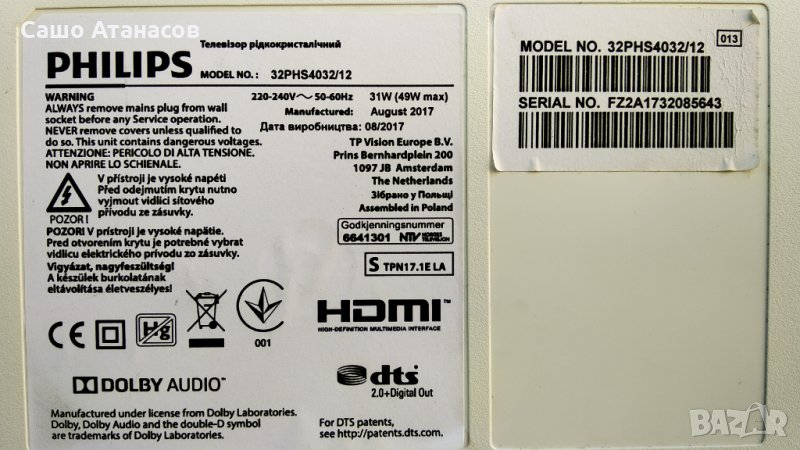 Сашо Атанасов
Телевізор рідкокристалічний
PHILIPS MODEL NO. : 32PHS4032/12
WARNING
ALWAYS remove mains plug from wall
socket before any Service operation.
NEVER remove covers unless qualified to
do so. This unit contains dangerous voltages.
ATTENZIONE: PERICOLO DI ALTA TENSIONE.
NON APRIRE LO SCHIENALE.
V přístroji je vysoké napětí
Před odejmutím krytu nutno
vyjmout vidlici síťového
přívodu ze zásuvky.
POZOR !
POZOR! V prístroji je vysoké napätie.
Pred otvorením krytu je potrebné vybrat
vidlicu elektrického prívodu zo zásuvky.
Vigyázat, nagyfeszültség!
A készülek burkolatának
eltávolítása életveszélyes!
220-240V 50-60Hz 31W (49W max)
Manufactured: August 2017
Дата виробництва: 08/2017
TP Vision Europe B.V.
Prins Bernhardplein 200
1097 JB Amsterdam
The Netherlands
Зібрано у Польщі
Assembled in Poland
Godkjenningsnummer
6641301 NTV NORGES TELEVISJON
S TPN17.1E LA
CE Hg 001
HDMI™
HIGH-DEFINITION MULTIMEDIA INTERFACE
DOLBY AUDIO™
dts
2.0+Digital Out
Manufactured under license from Dolby Laboratories.
Dolby, Dolby Audio and the double-D symbol
are trademarks of Dolby Laboratories.
For DTS patents,
see http://patents.dts.com.
013
MODEL NO. 32PHS4032/12
SERIAL NO. FZ2A1732085643
BAZAR